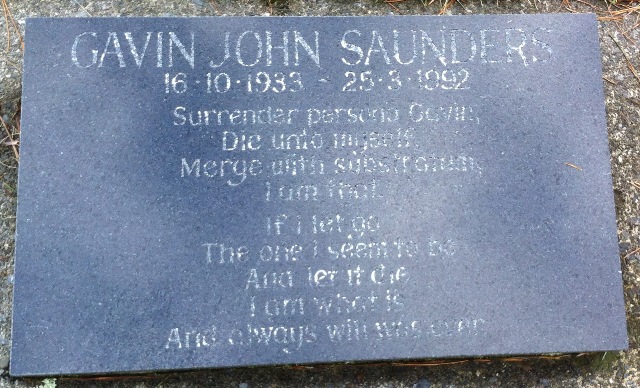 GAVIN JOHN SAUNDERS
16·10·1933 - 25·3·1992
Surrender persona Gavin,
Die unto myself.
Merge with substratum,
I am that.
If I let go
The one I seem to be
And let it die
I am what is
And always will was ever